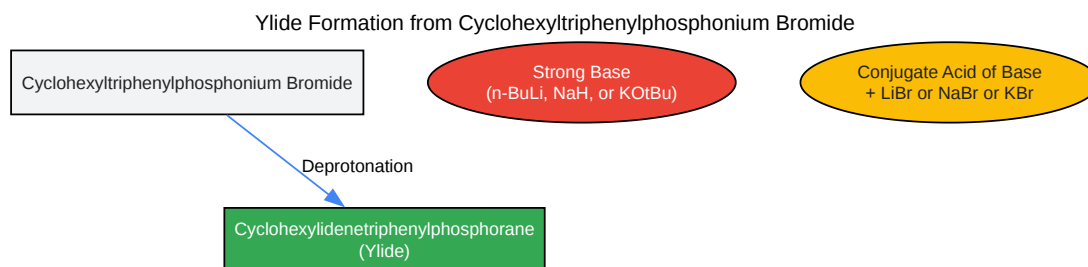 Ylide Formation from Cyclohexyltriphenylphosphonium Bromide
Cyclohexyltriphenylphosphonium Bromide
Strong Base
(n-BuLi, NaH, or KOtBu)
Conjugate Acid of Base
+ LiBr or NaBr or KBr
Deprotonation
Cyclohexylidenetriphenylphosphorane
(Ylide)